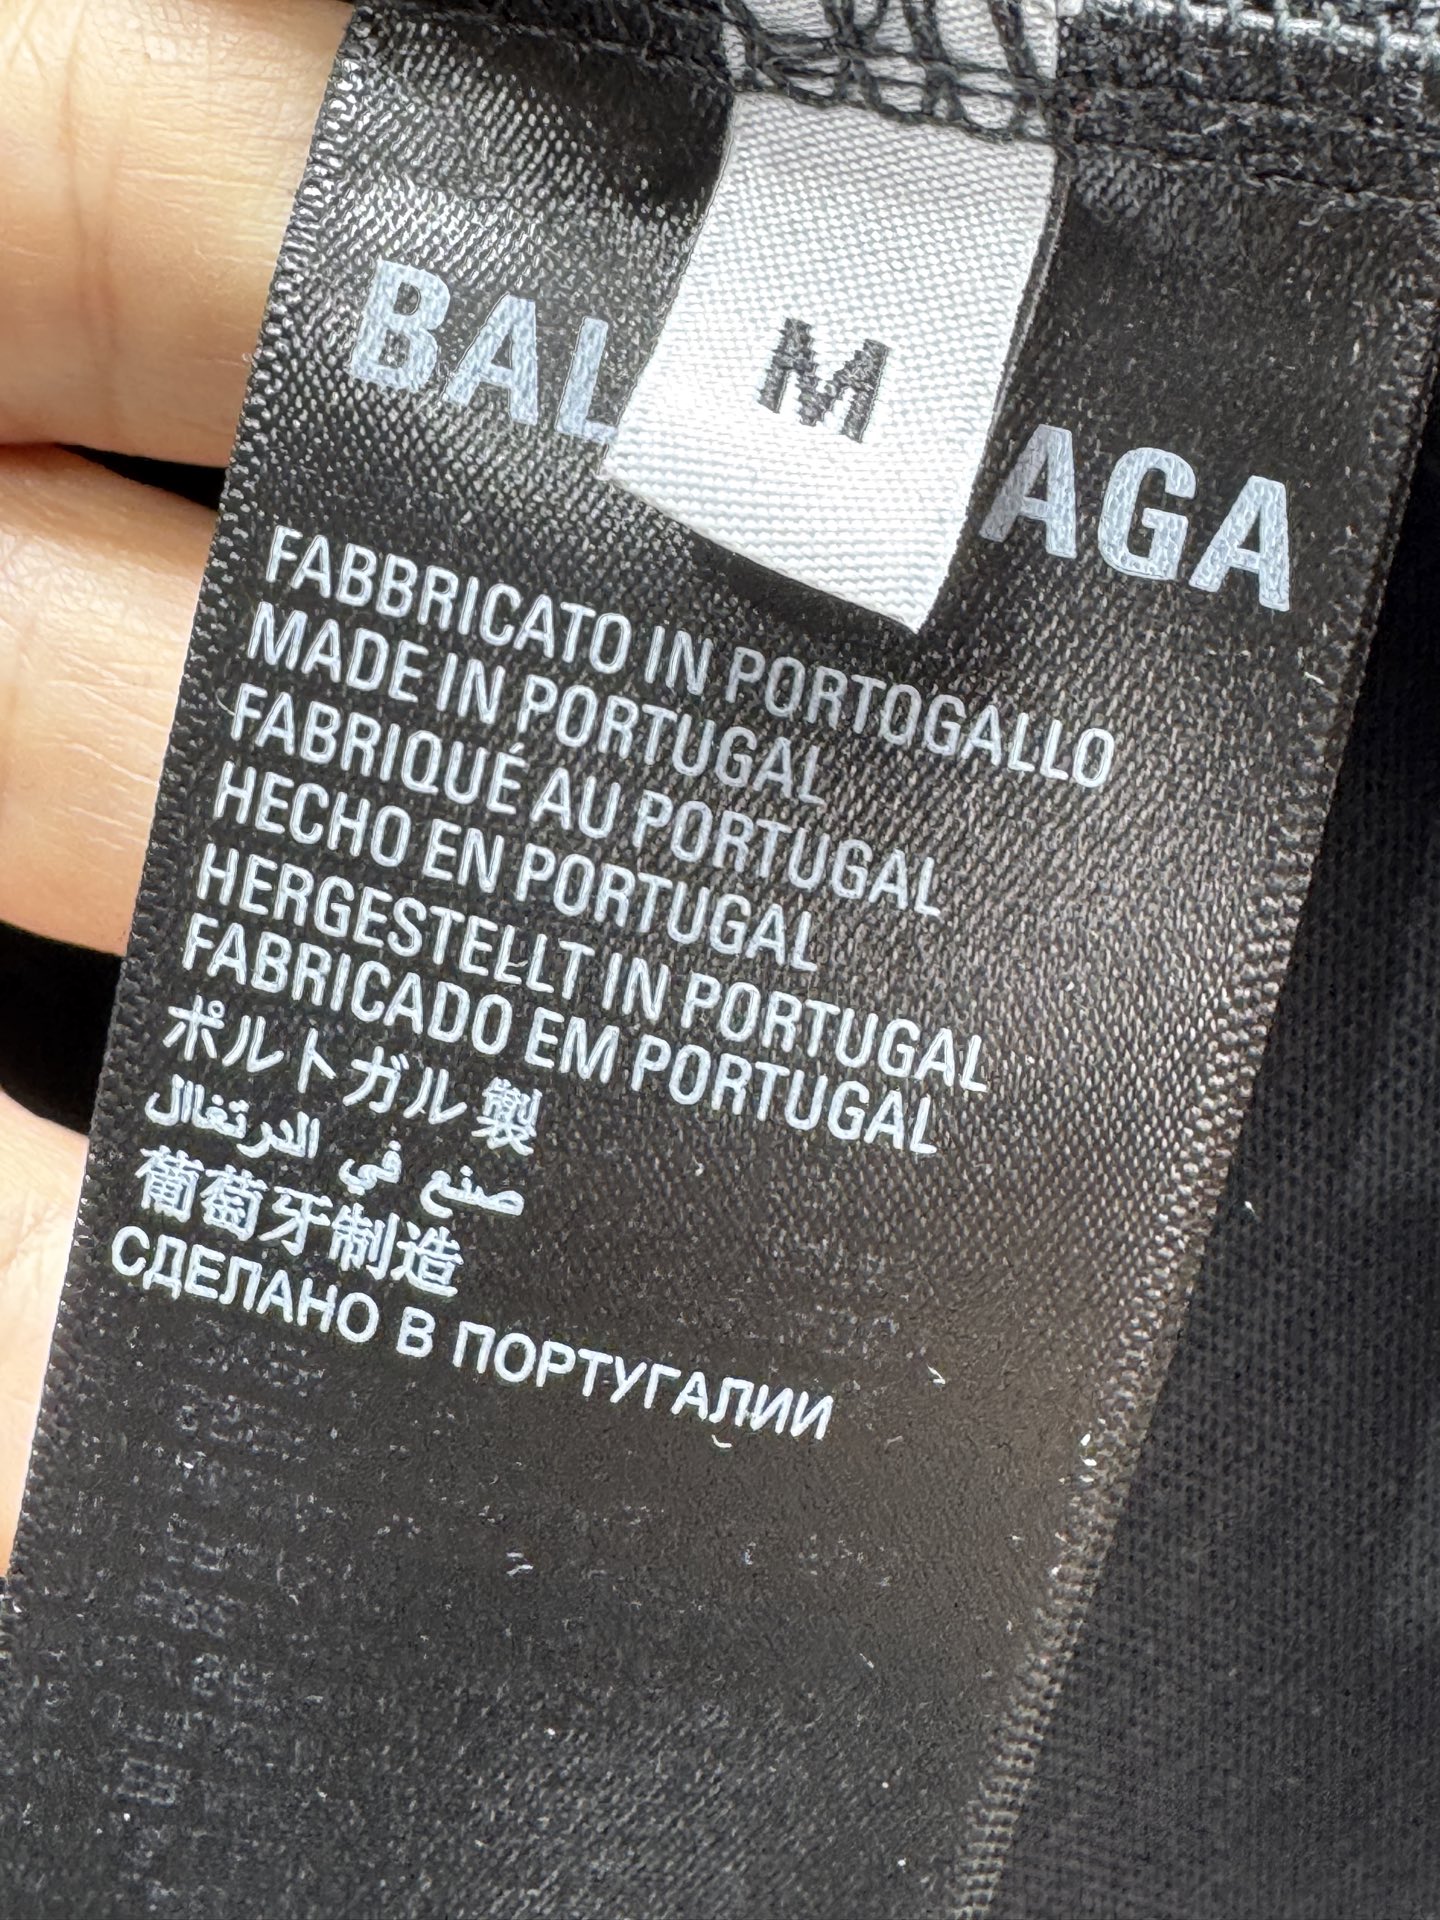 BAL AGA
M
FABBRICATO IN PORTOGALLO
MADE IN PORTUGAL
FABRIQUÉ AU PORTUGAL
HECHO EN PORTUGAL
HERGESTELLT IN PORTUGAL
FABRICADO EM PORTUGAL
ポルトガル製
صنع في البرتغال
葡萄牙制造
СДЕЛАНО В ПОРТУГАЛИИ